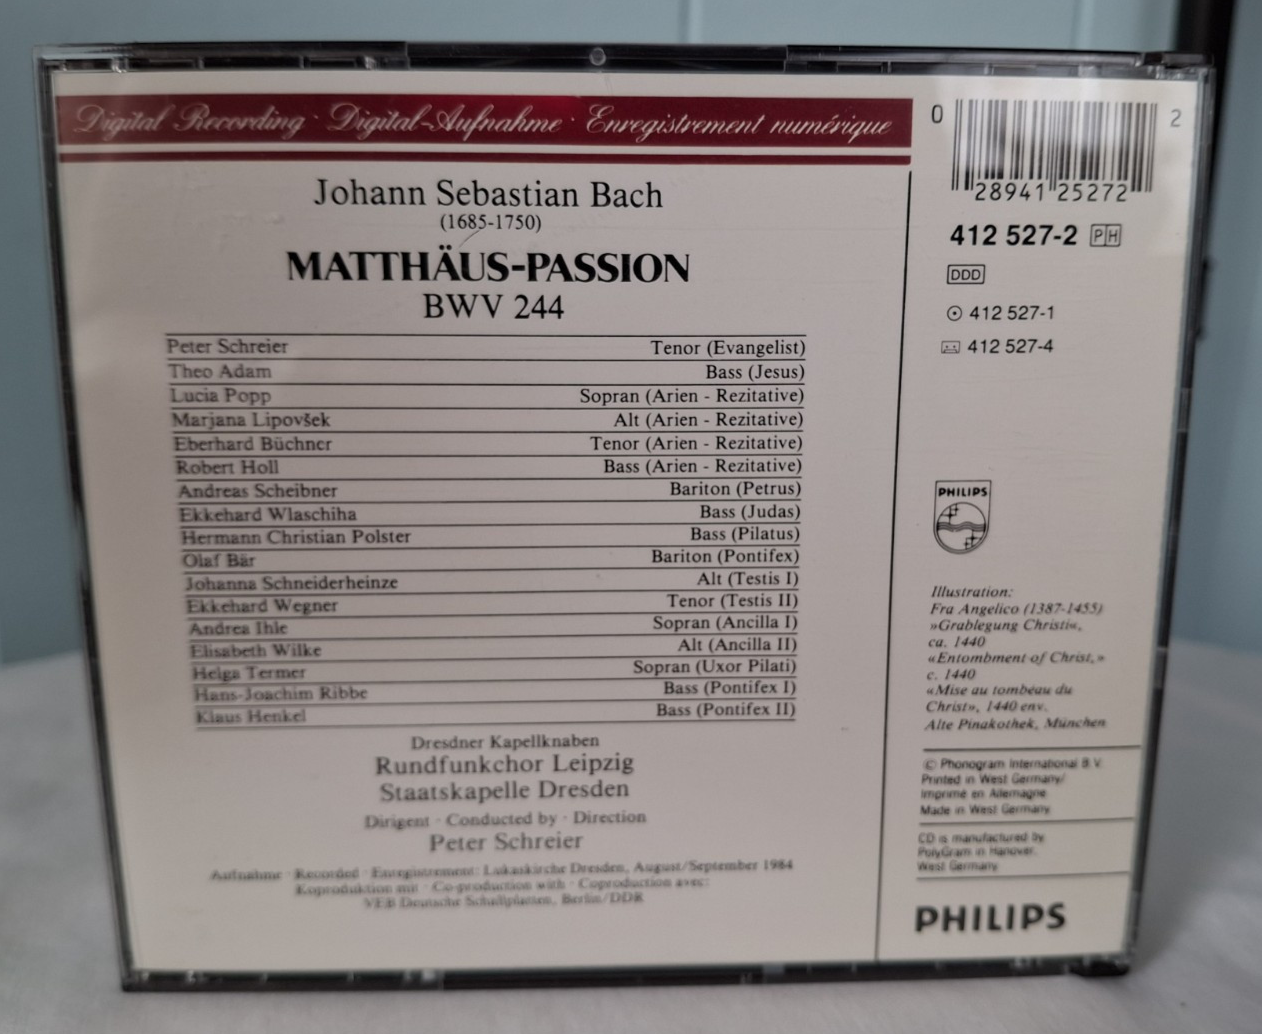 Digital Recording · Digital-Aufnahme · Enregistrement numérique
Johann Sebastian Bach
(1685-1750)
MATTHÄUS-PASSION
BWV 244
Peter Schreier Tenor (Evangelist)
Theo Adam Bass (Jesus)
Lucia Popp Sopran (Arien - Rezitative)
Marjana Lipovšek Alt (Arien - Rezitative)
Eberhard Büchner Tenor (Arien - Rezitative)
Robert Holl Bass (Arien - Rezitative)
Andreas Scheibner Bariton (Petrus)
Ekkehard Wlaschiha Bass (Judas)
Hermann Christian Polster Bass (Pilatus)
Olaf Bär Bariton (Pontifex)
Johanna Schneiderheinze Alt (Testis I)
Ekkehard Wegner Tenor (Testis II)
Andrea Ihle Sopran (Ancilla I)
Elisabeth Wilke Alt (Ancilla II)
Helga Termer Sopran (Uxor Pilati)
Hans-Joachim Ribbe Bass (Pontifex I)
Klaus Henkel Bass (Pontifex II)
Dresdner Kapellknaben
Rundfunkchor Leipzig
Staatskapelle Dresden
Dirigent · Conducted by · Direction
Peter Schreier
Aufnahme · Recorded · Enregistrement: Lukaskirche Dresden, August/September 1984
Koproduktion mit · Co-production with · Coproduction avec:
VEB Deutsche Schallplatten, Berlin/DDR
0 28941 25272 2
412 527-2 PH
DDD
412 527-1
412 527-4
PHILIPS
Illustration:
Fra Angelico (1387-1455)
»Grablegung Christi«,
ca. 1440
«Entombment of Christ,»
c. 1440
«Mise au tombeau du
Christ», 1440 env.
Alte Pinakothek, München
© Phonogram International B.V.
Printed in West Germany/
Imprimé en Allemagne
Made in West Germany
CD is manufactured by
PolyGram in Hanover,
West Germany
PHILIPS